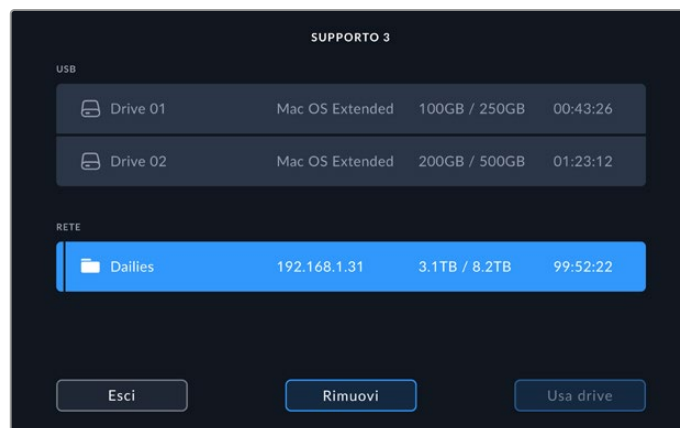 SUPPORTO 3
USB
Drive 01 Mac OS Extended 100GB / 250GB 00:43:26
Drive 02 Mac OS Extended 200GB / 500GB 01:23:12
RETE
Dailies 192.168.1.31 3.1TB / 8.2TB 99:52:22
Esci Rimuovi Usa drive